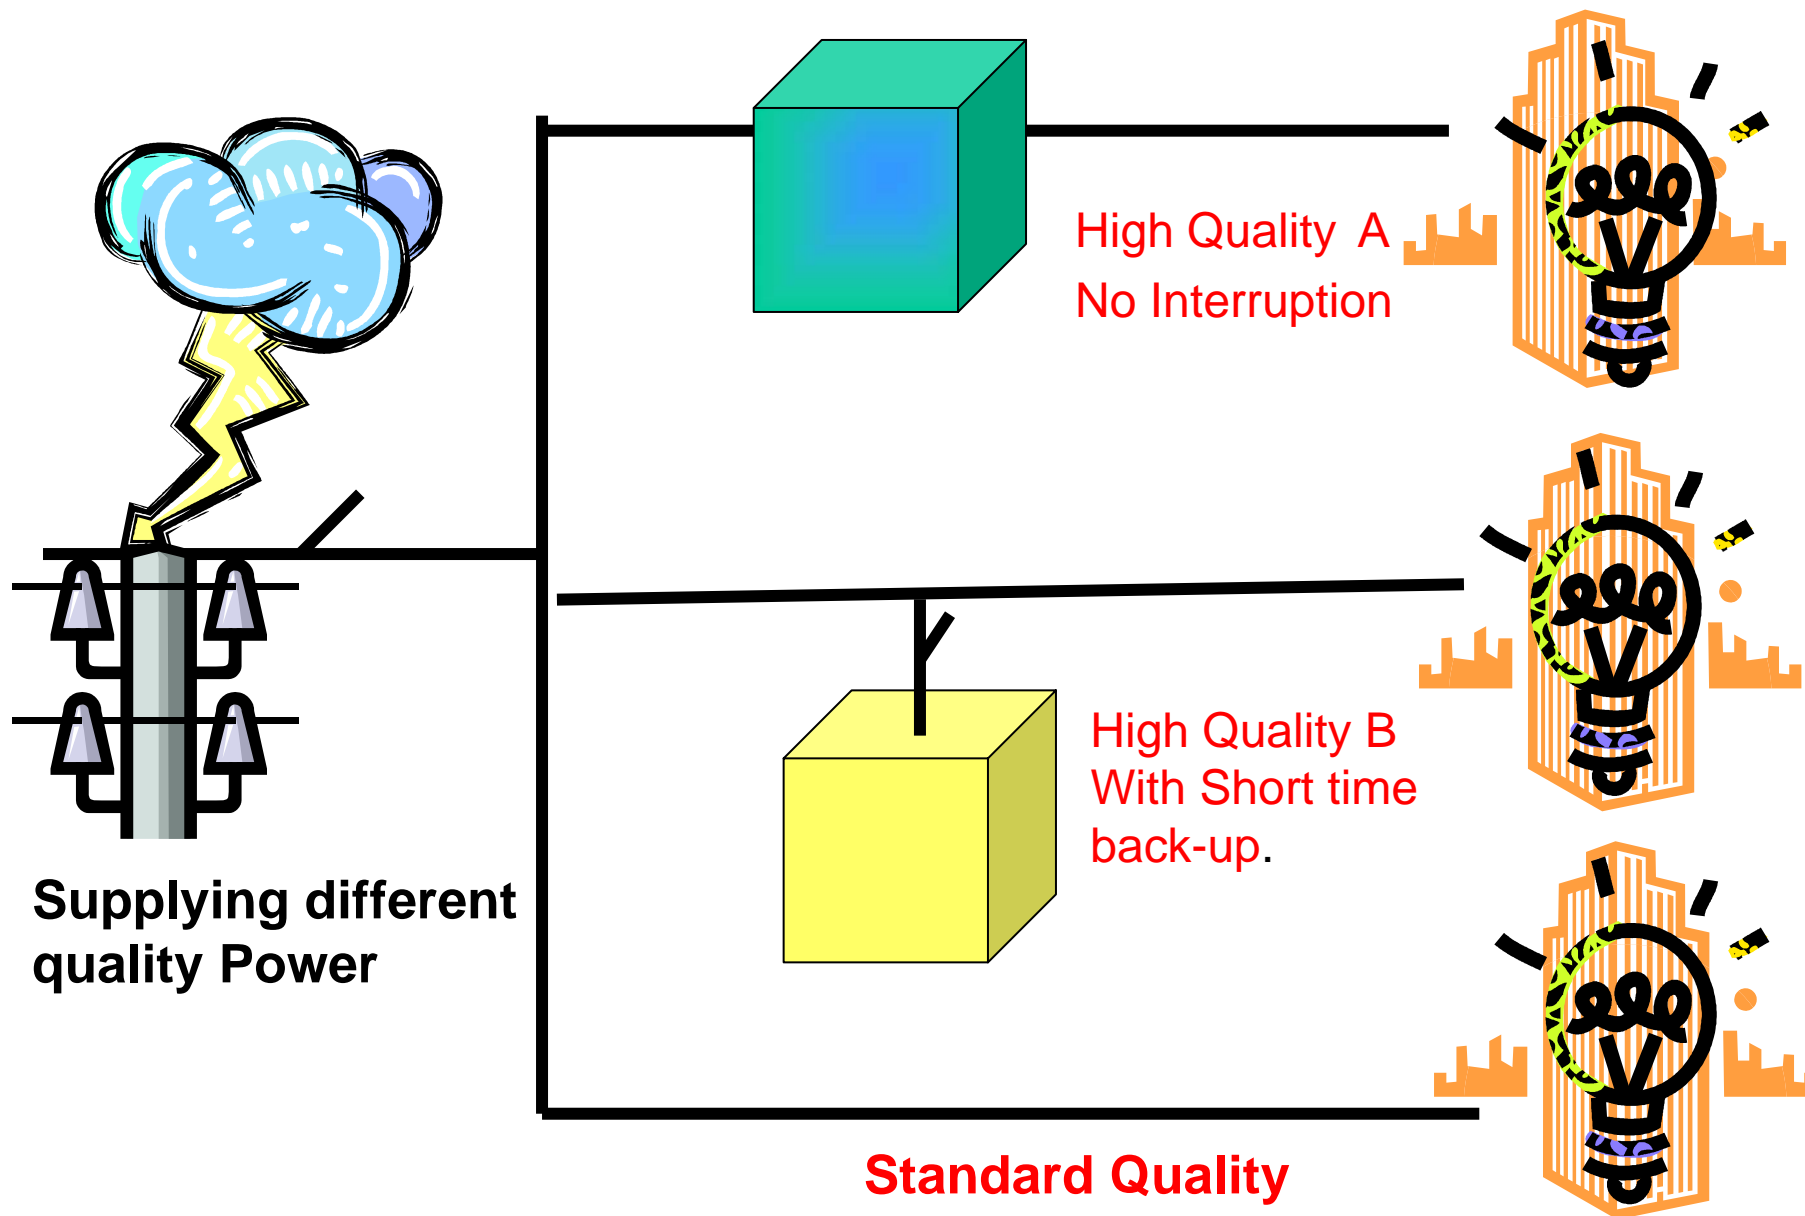 High Quality A
No Interruption
High Quality B
With Short time
back-up.
Supplying different
quality Power
Standard Quality